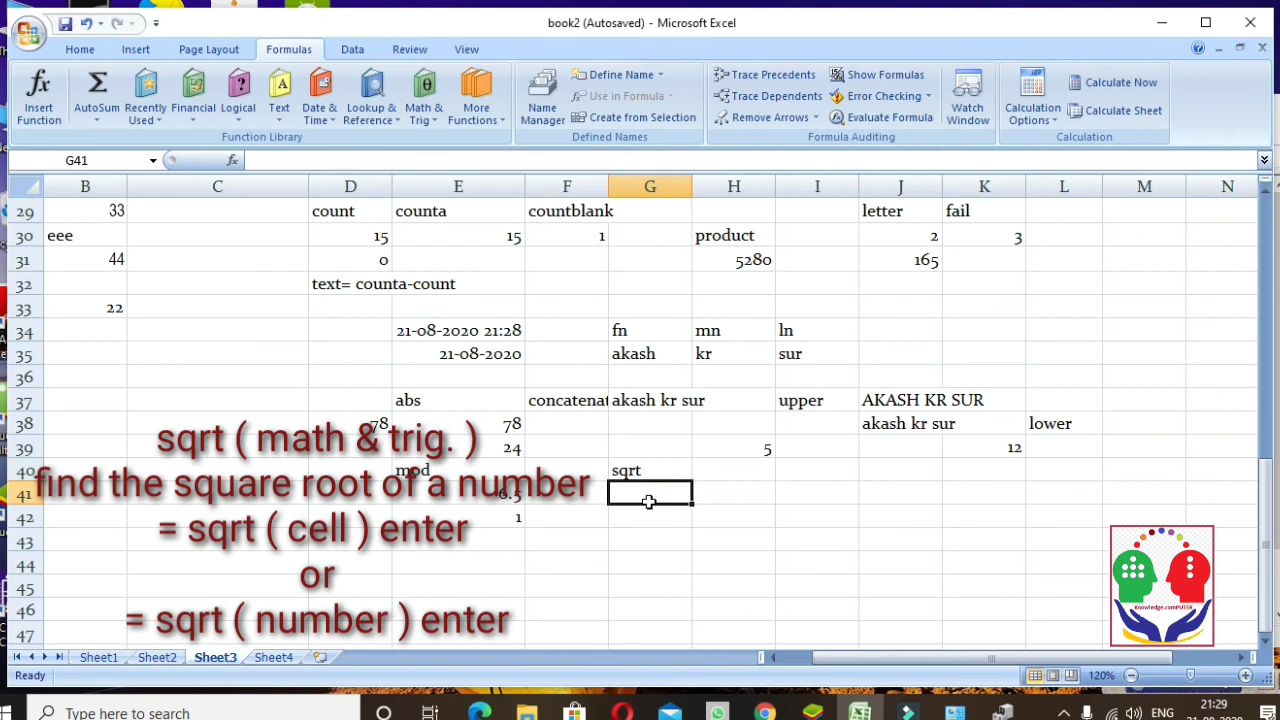 book2 (Autosaved) - Microsoft Excel
Home Insert Page Layout Formulas Data Review View
Insert Function
AutoSum
Recently Used
Financial
Logical
Text
Date & Time
Lookup & Reference
Math & Trig
More Functions
Function Library
Name Manager
Define Name
Use in Formula
Create from Selection
Defined Names
Trace Precedents
Trace Dependents
Remove Arrows
Show Formulas
Error Checking
Evaluate Formula
Formula Auditing
Watch Window
Calculation Options
Calculate Now
Calculate Sheet
Calculation
G41 fx
B C D E F G H I J K L M N
29 33 count counta countblank letter fail
30 eee 15 15 1 product 2 3
31 44 0 5280 165
32 text= counta-count
33 22
34 21-08-2020 21:28 fn mn ln
35 21-08-2020 akash kr sur
36
37 abs concatenat akash kr sur upper AKASH KR SUR
38 78 78 akash kr sur lower
39 24 5 12
40 mod sqrt
41 6.5
42 1
43
44
45
46
47
sqrt ( math & trig. )
find the square root of a number
= sqrt ( cell ) enter
or
= sqrt ( number ) enter
Knowledge.comPUTER
Sheet1 Sheet2 Sheet3 Sheet4
Ready 120%
Type here to search
ENG 21:29